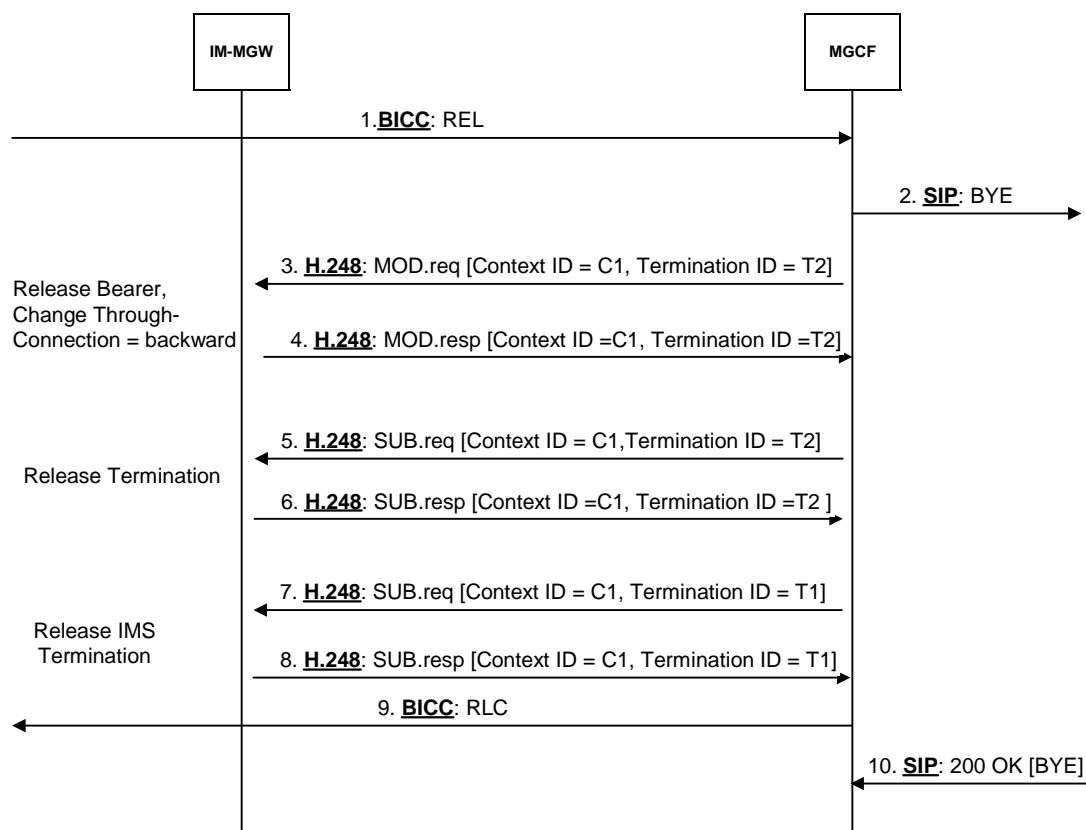 IM-MGW
MGCF
1.BICC: REL
2. SIP: BYE
3. H.248: MOD.req [Context ID = C1, Termination ID = T2]
Release Bearer,
Change Through-
Connection = backward
4. H.248: MOD.resp [Context ID =C1, Termination ID =T2]
5. H.248: SUB.req [Context ID = C1,Termination ID = T2]
Release Termination
6. H.248: SUB.resp [Context ID =C1, Termination ID =T2 ]
7. H.248: SUB.req [Context ID = C1, Termination ID = T1]
Release IMS
Termination
8. H.248: SUB.resp [Context ID = C1, Termination ID = T1]
9. BICC: RLC
10. SIP: 200 OK [BYE]